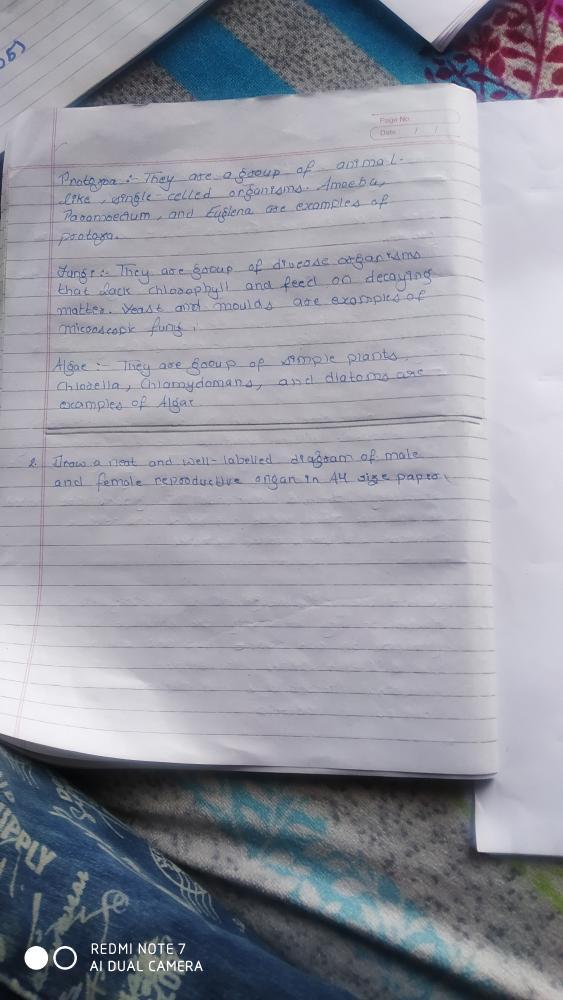 Page No.
Date / /
Protozoa :- They are a group of animal-
like, single-celled organisms. Amoeba,
Paramoecium, and Euglena are examples of
protozoa.
Fungi :- They are group of diverse organisms
that lack chlorophyll and feed on decaying
matter. Yeast and moulds are examples of
microscopic fungi.
Algae :- They are group of simple plants.
Chlorella, Chlamydomans, and diatoms are
examples of Algae
2. Draw a neat and well-labelled diagram of male
and female reproductive organ in A4 size paper.
SUPPLY
REDMI NOTE 7
AI DUAL CAMERA